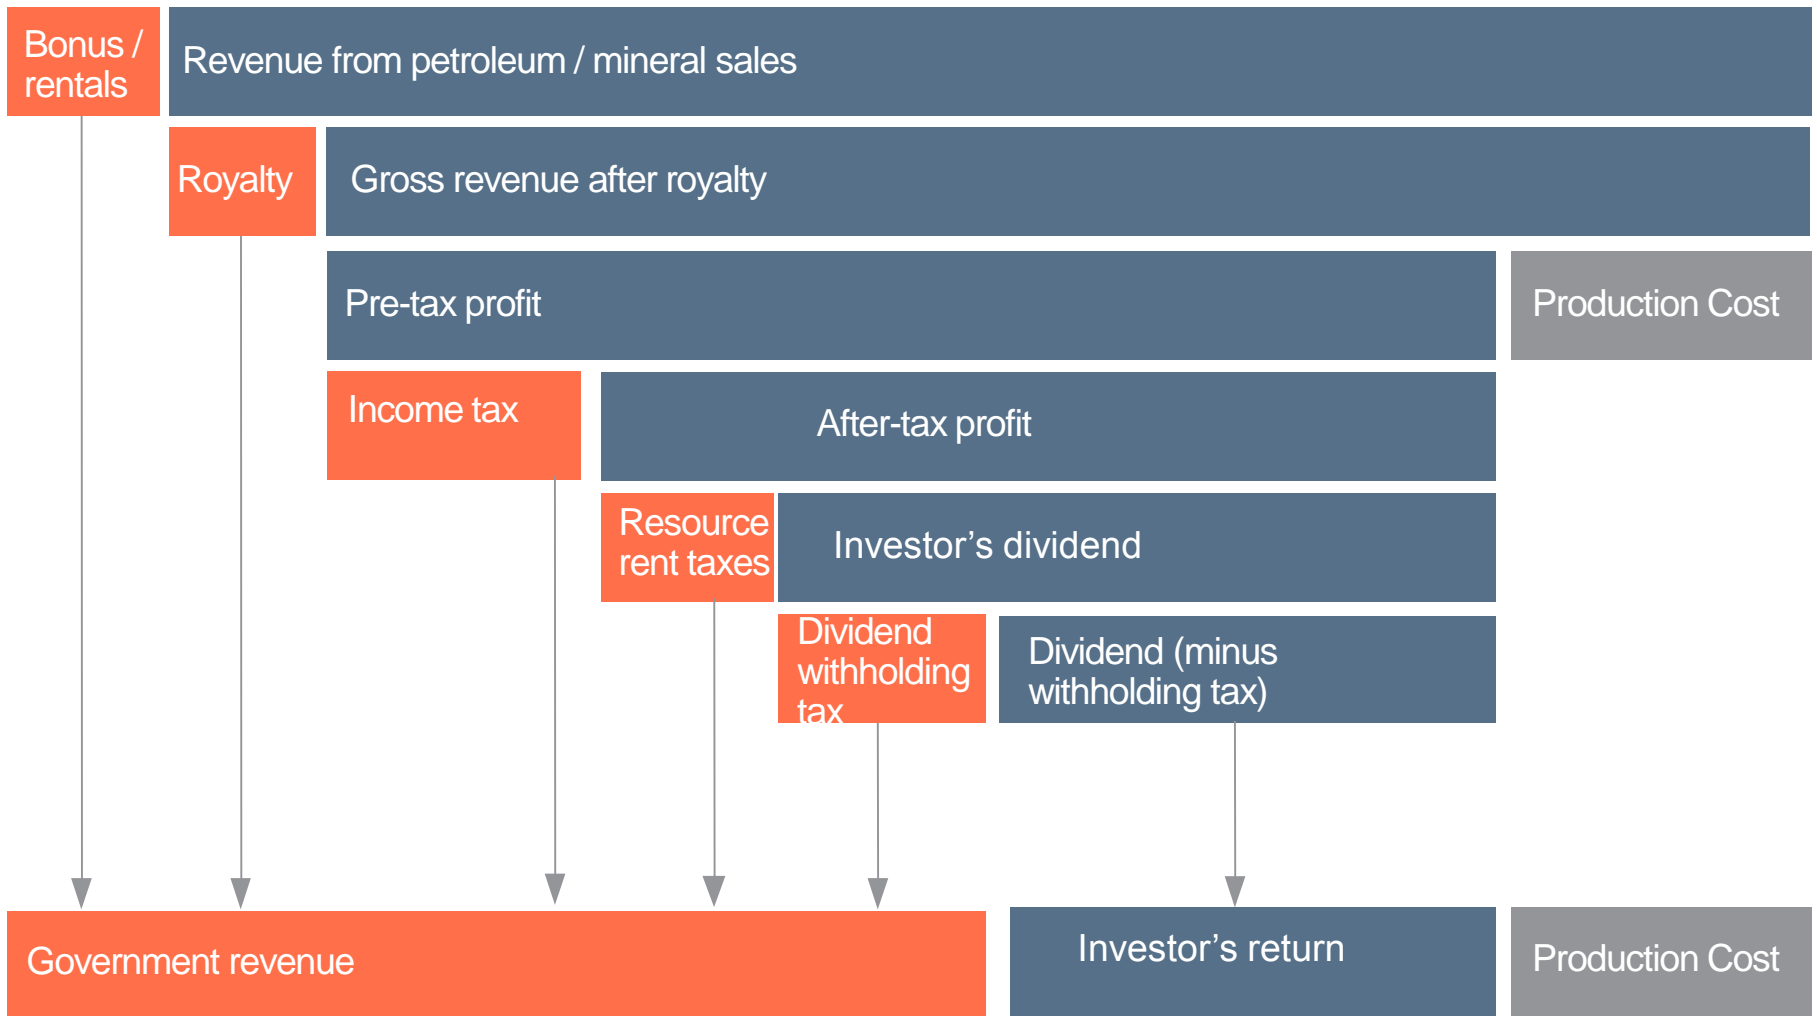 Bonus /
rentals
Revenue from petroleum / mineral sales
Royalty
Gross revenue after royalty
Pre-tax profit
Production Cost
Income tax
After-tax profit
Resource
rent taxes
Investor’s dividend
Dividend
withholding
tax
Dividend (minus
withholding tax)
Government revenue
Investor’s return
Production Cost